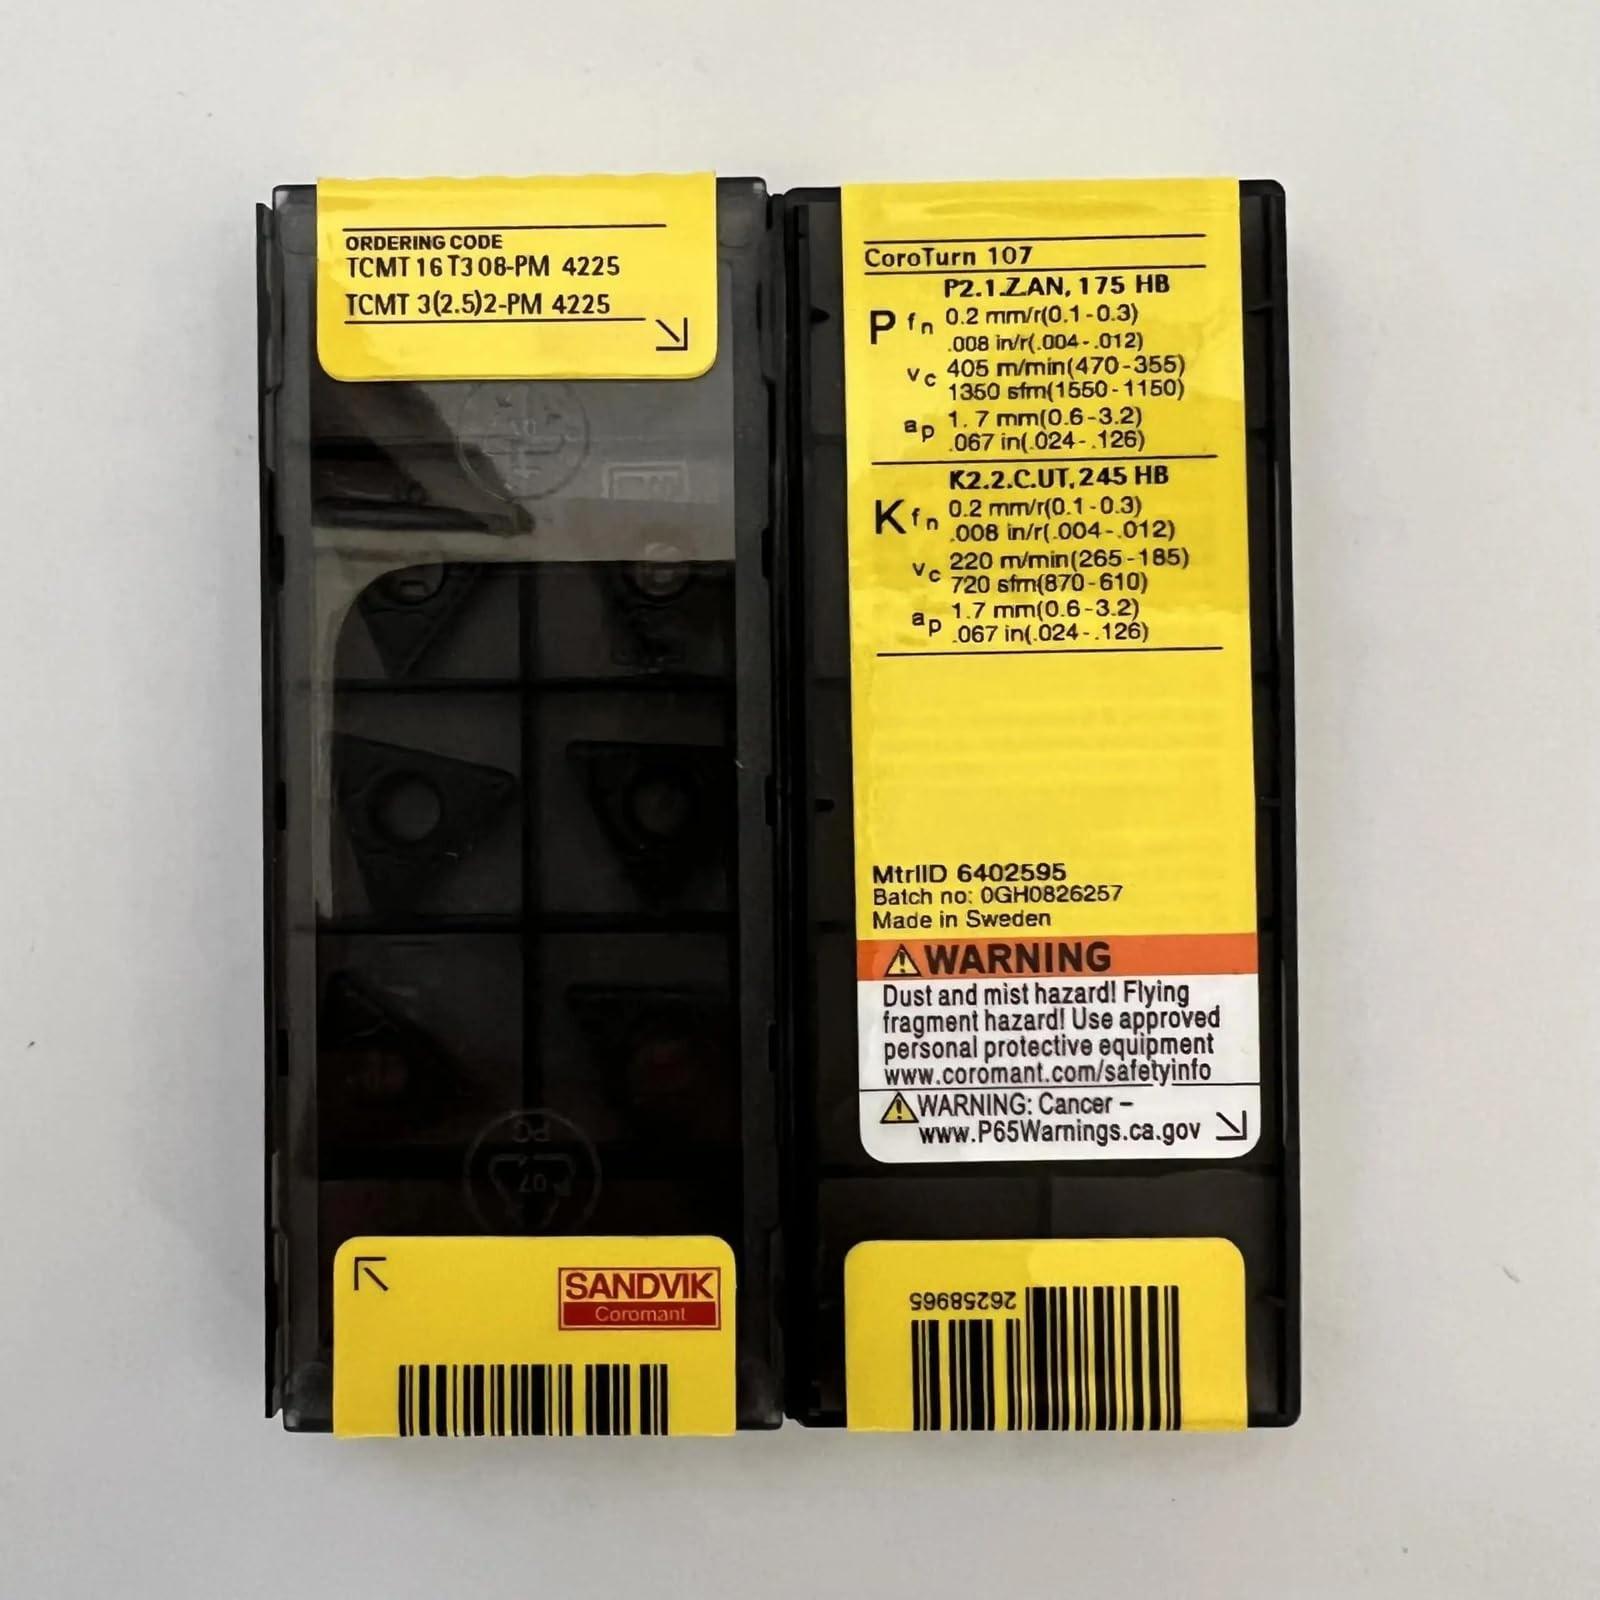 ORDERING CODE
TCMT 16 T3 08-PM 4225
TCMT 3(2.5)2-PM 4225
07
PC
07
SANDVIK
Coromant
CoroTurn 107
P2.1.Z.AN, 175 HB
P fn 0.2 mm/r(0.1-0.3)
.008 in/r(.004-.012)
vc 405 m/min(470-355)
1350 sfm(1550-1150)
ap 1.7 mm(0.6-3.2)
.067 in(.024-.126)
K2.2.C.UT, 245 HB
K fn 0.2 mm/r(0.1-0.3)
.008 in/r(.004-.012)
vc 220 m/min(265-185)
720 sfm(870-610)
ap 1.7 mm(0.6-3.2)
.067 in(.024-.126)
MtrlID 6402595
Batch no: 0GH0826257
Made in Sweden
WARNING
Dust and mist hazard! Flying
fragment hazard! Use approved
personal protective equipment
www.coromant.com/safetyinfo
WARNING: Cancer –
www.P65Warnings.ca.gov
26258965